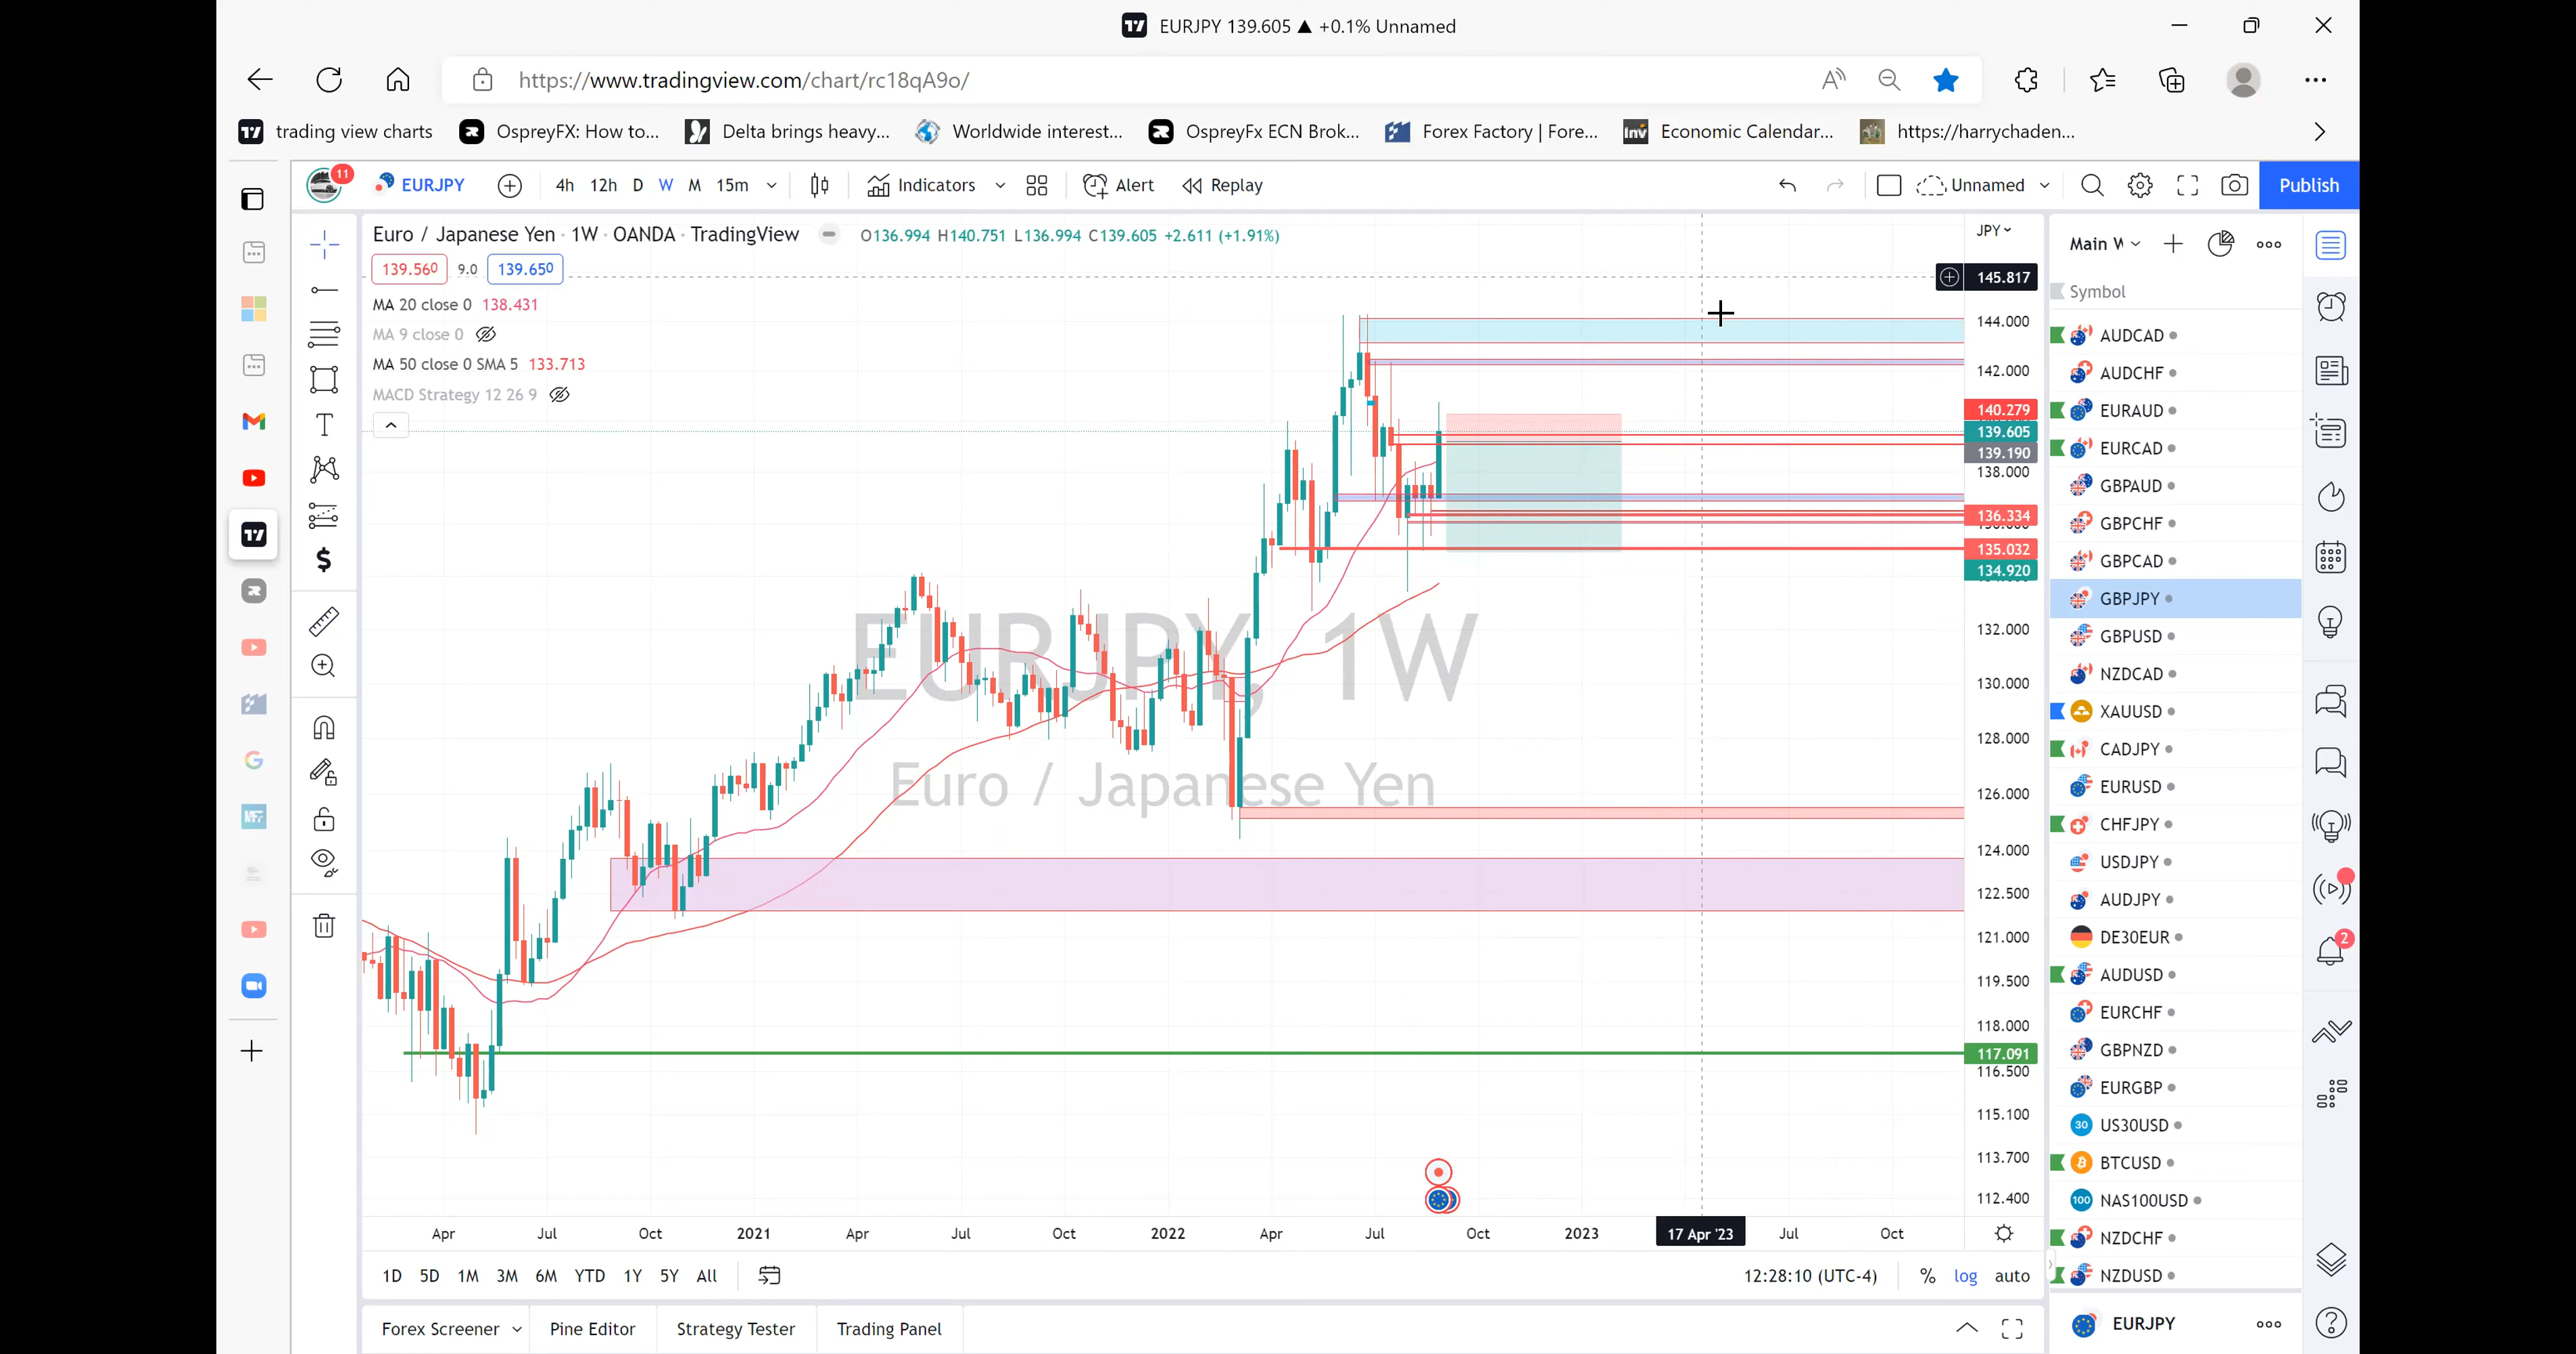 EURJPY 139.605 ▲ +0.1% Unnamed
https://www.tradingview.com/chart/rc18qA9o/
trading view charts OspreyFX: How to... Delta brings heavy... Worldwide interest... OspreyFx ECN Brok... Forex Factory | Fore... Inv Economic Calendar... https://harrychaden...
11 EURJPY 4h 12h D W M 15m Indicators Alert Replay Unnamed Publish
Euro / Japanese Yen · 1W · OANDA · TradingView O136.994 H140.751 L136.994 C139.605 +2.611 (+1.91%)
139.560 9.0 139.650
MA 20 close 0 138.431
MA 9 close 0
MA 50 close 0 SMA 5 133.713
MACD Strategy 12 26 9
EURJPY, 1W
Euro / Japanese Yen
JPY
145.817
144.000
142.000
140.279
139.605
139.190
138.000
136.334
135.032
134.920
132.000
130.000
128.000
126.000
124.000
122.500
121.000
119.500
118.000
117.091
116.500
115.100
113.700
112.400
Apr Jul Oct 2021 Apr Jul Oct 2022 Apr Jul Oct 2023 17 Apr '23 Jul Oct
1D 5D 1M 3M 6M YTD 1Y 5Y All 12:28:10 (UTC-4) % log auto
Forex Screener Pine Editor Strategy Tester Trading Panel
Main W
Symbol
AUDCAD
AUDCHF
EURAUD
EURCAD
GBPAUD
GBPCHF
GBPCAD
GBPJPY
GBPUSD
NZDCAD
XAUUSD
CADJPY
EURUSD
CHFJPY
USDJPY
AUDJPY
DE30EUR
AUDUSD
EURCHF
GBPNZD
EURGBP
30 US30USD
BTCUSD
100 NAS100USD
NZDCHF
NZDUSD
EURJPY
2